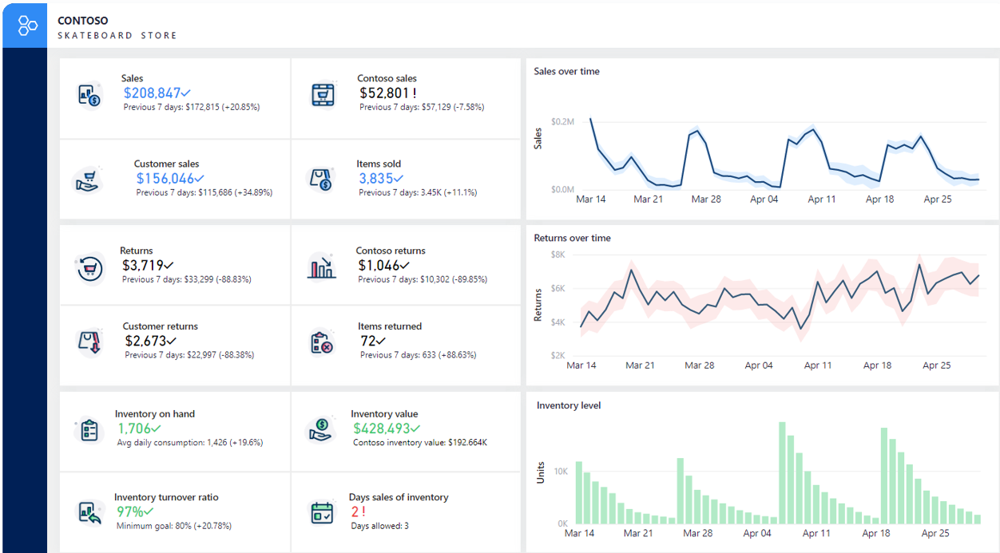 CONTOSO
SKATEBOARD STORE
Sales
$208,847✓
Previous 7 days: $172,815 (+20.85%)
Contoso sales
$52,801 !
Previous 7 days: $57,129 (-7.58%)
Customer sales
$156,046✓
Previous 7 days: $115,686 (+34.89%)
Items sold
3,835✓
Previous 7 days: 3.45K (+11.1%)
Sales over time
Sales
$0.2M
$0.0M
Mar 14 Mar 21 Mar 28 Apr 04 Apr 11 Apr 18 Apr 25
Returns
$3,719✓
Previous 7 days: $33,299 (-88.83%)
Contoso returns
$1,046✓
Previous 7 days: $10,302 (-89.85%)
Customer returns
$2,673✓
Previous 7 days: $22,997 (-88.38%)
Items returned
72✓
Previous 7 days: 633 (+88.63%)
Returns over time
Returns
$8K
$6K
$4K
$2K
Mar 14 Mar 21 Mar 28 Apr 04 Apr 11 Apr 18 Apr 25
Inventory on hand
1,706✓
Avg daily consumption: 1,426 (+19.6%)
Inventory value
$428,493✓
Contoso inventory value: $192.664K
Inventory turnover ratio
97%✓
Minimum goal: 80% (+20.78%)
Days sales of inventory
2 !
Days allowed: 3
Inventory level
Units
10K
0K
Mar 14 Mar 21 Mar 28 Apr 04 Apr 11 Apr 18 Apr 25